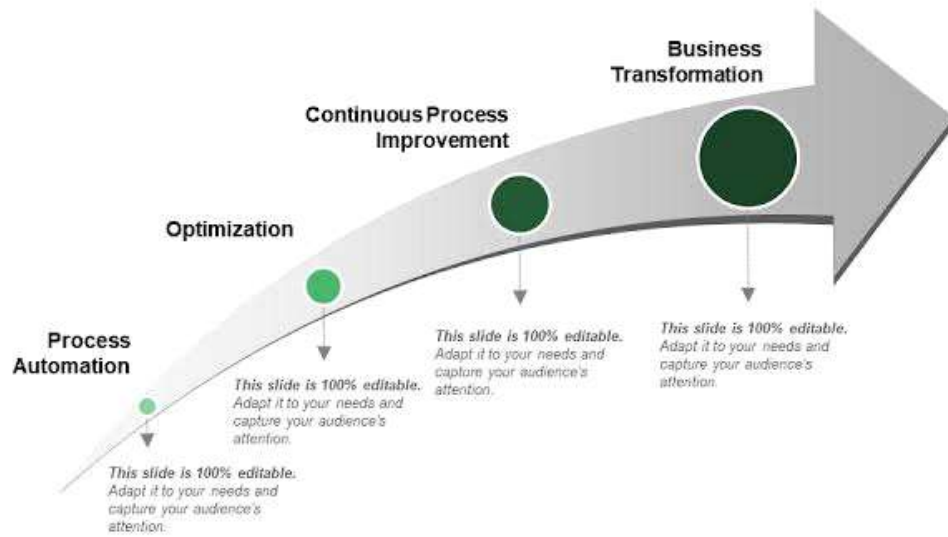 Business
Transformation
Continuous Process
Improvement
Optimization
Process
Automation
This slide is 100% editable.
Adapt it to your needs and
capture your audience's
attention.
This slide is 100% editable.
Adapt it to your needs and
capture your audience's
attention.
This slide is 100% editable.
Adapt it to your needs and
capture your audience's
attention.
This slide is 100% editable.
Adapt it to your needs and
capture your audience's
attention.